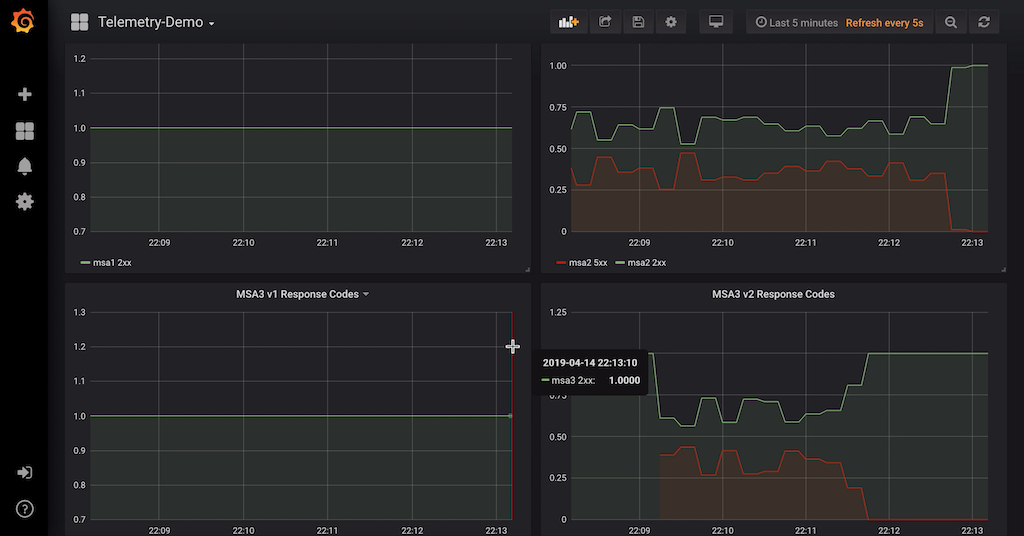 Telemetry-Demo
Last 5 minutes Refresh every 5s
1.2
1.1
1.0
0.9
0.8
0.7
22:09 22:10 22:11 22:12 22:13
msa1 2xx
1.00
0.75
0.50
0.25
0
22:09 22:10 22:11 22:12 22:13
msa2 5xx msa2 2xx
MSA3 v1 Response Codes
1.3
1.2
1.1
1.0
0.9
0.8
0.7
22:09 22:10 22:11 22:12 22:13
2019-04-14 22:13:10
msa3 2xx: 1.0000
MSA3 v2 Response Codes
1.25
0.75
0.50
0.25
0
22:09 22:10 22:11 22:12 22:13